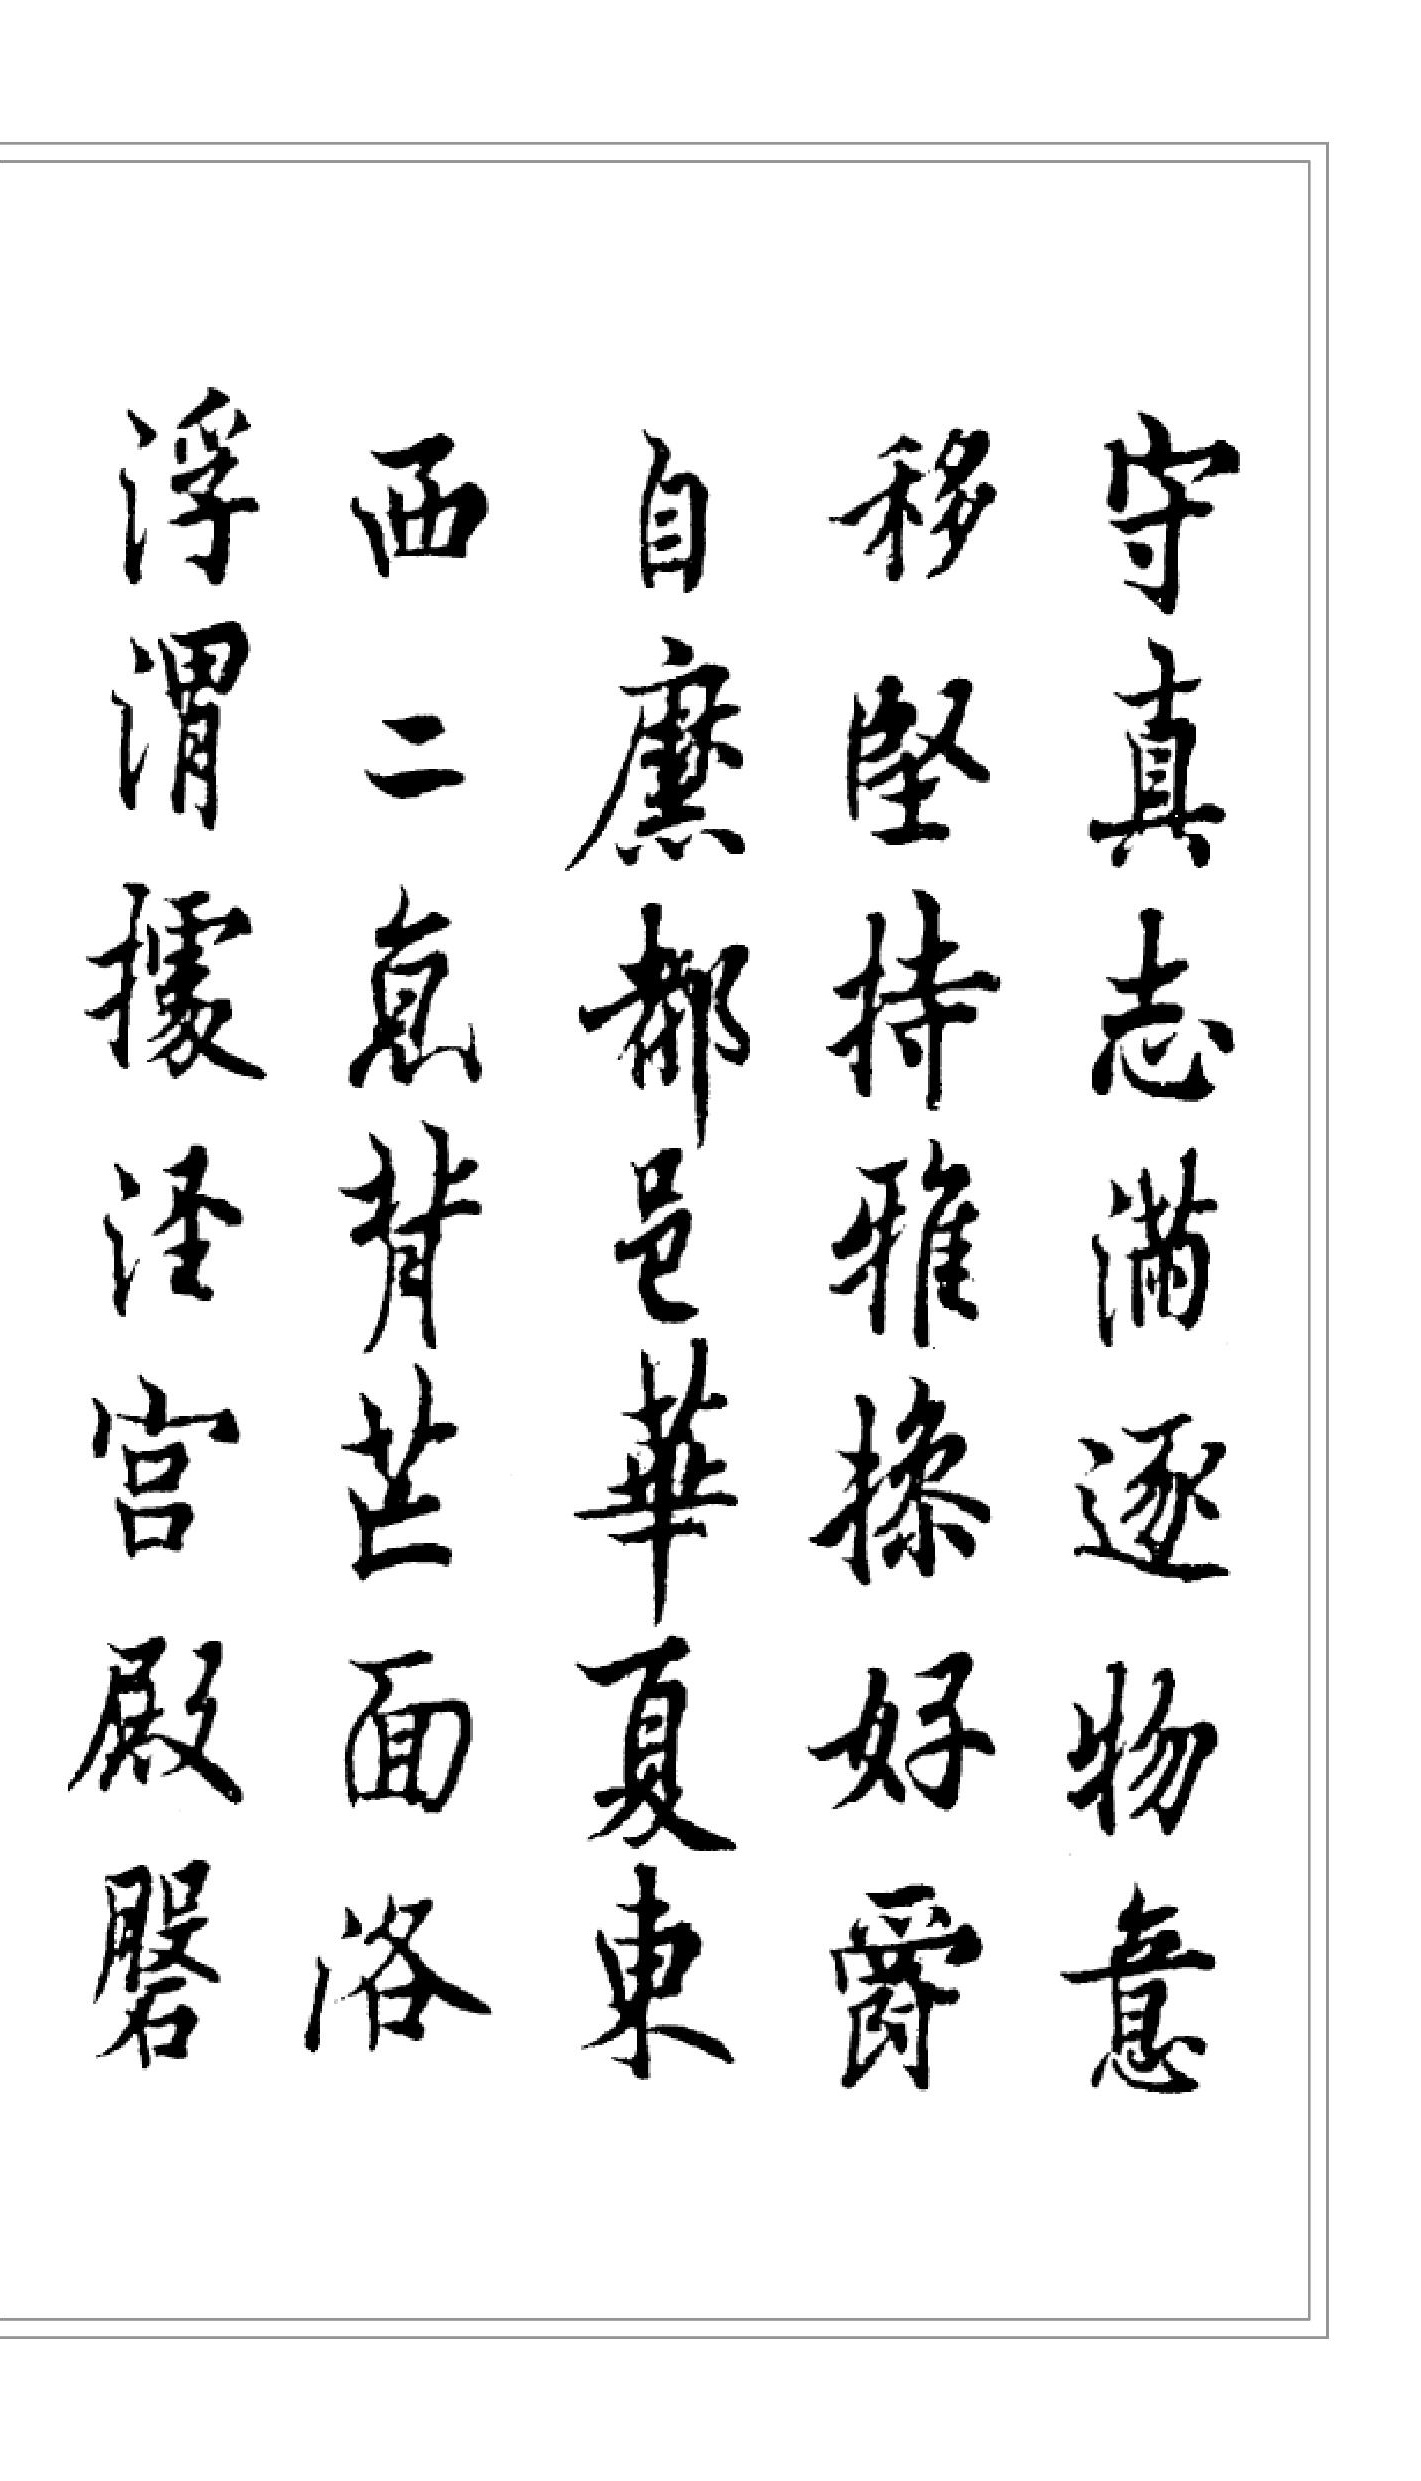 守真志滿逐物意
移堅持雅操好爵
自縻都邑華夏東
西二京背芒面洛
浮渭據涇宮殿磐